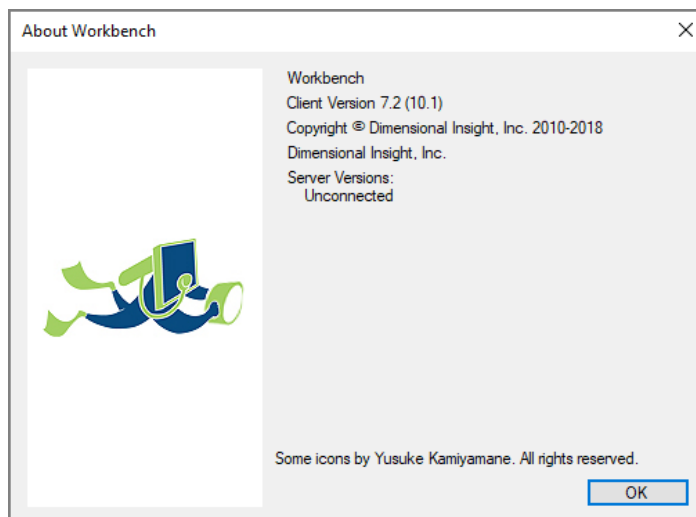 About Workbench
Workbench
Client Version 7.2 (10.1)
Copyright © Dimensional Insight, Inc. 2010-2018
Dimensional Insight, Inc.
Server Versions:
Unconnected
Some icons by Yusuke Kamiyamane. All rights reserved.
OK